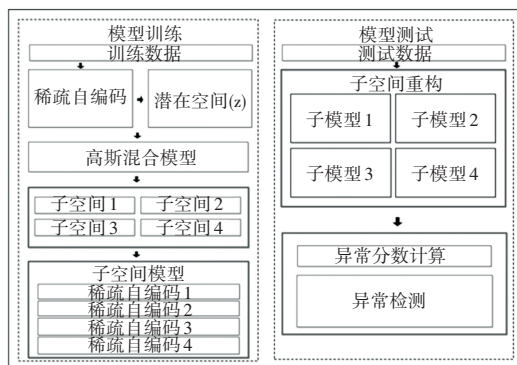 模型训练
训练数据
稀疏自编码
潜在空间(z)
高斯混合模型
子空间1 子空间2
子空间3 子空间4
子空间模型
稀疏自编码1
稀疏自编码2
稀疏自编码3
稀疏自编码4
模型测试
测试数据
子空间重构
子模型1 子模型2
子模型3 子模型4
异常分数计算
异常检测